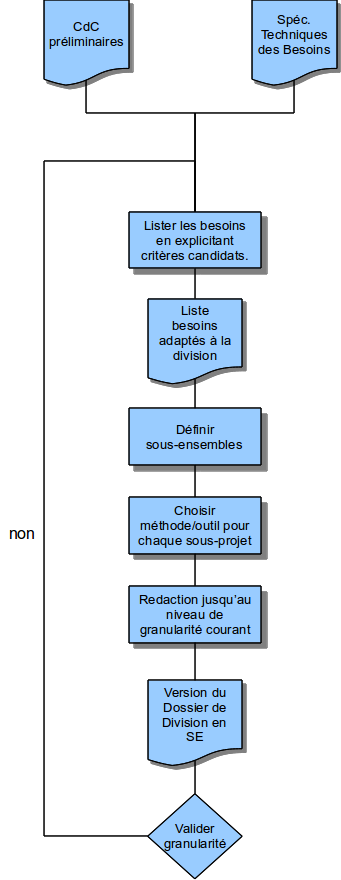 CdC
préliminaires
Spéc.
Techniques
des Besoins
Lister les besoins
en explicitant
critères candidats.
Liste
besoins
adaptés à la
division
Définir
sous-ensembles
Choisir
méthode/outil pour
chaque sous-projet
non
Redaction jusqu'au
niveau de
granularité courant
Version du
Dossier de
Division en
SE
Valider
granularité